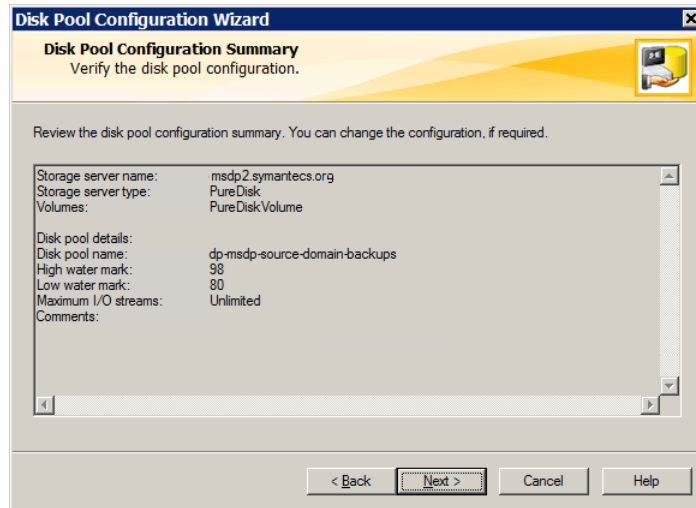 Disk Pool Configuration Wizard
Disk Pool Configuration Summary
Verify the disk pool configuration.
Review the disk pool configuration summary. You can change the configuration, if required.
Storage server name: msdp2.symantecs.org
Storage server type: PureDisk
Volumes: PureDiskVolume
Disk pool details:
Disk pool name: dp-msdp-source-domain-backups
High water mark: 98
Low water mark: 80
Maximum I/O streams: Unlimited
Comments:
< Back Next > Cancel Help